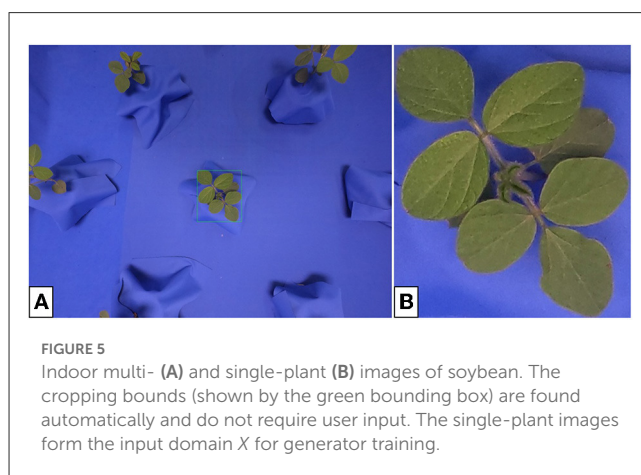 A
B
FIGURE 5
Indoor multi- (A) and single-plant (B) images of soybean. The
cropping bounds (shown by the green bounding box) are found
automatically and do not require user input. The single-plant images
form the input domain X for generator training.